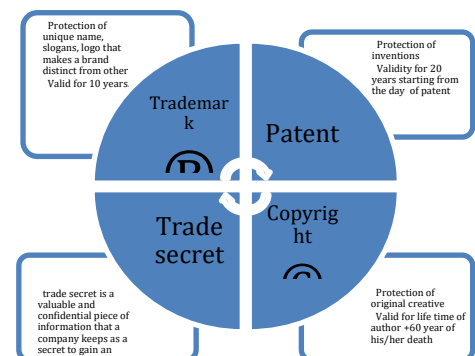 Protection of
unique name,
slogans, logo that
makes a brand
distinct from other
Valid for 10 years
Protection of
inventions
Validity for 20
years starting from
the day of patent
Trademar
k
Patent
Trade
secret
Copyrig
ht
trade secret is a
valuable and
confidential piece of
information that a
company keeps as a
secret to gain an
Protection of
original creative
Valid for life time of
author +60 year of
his/her death